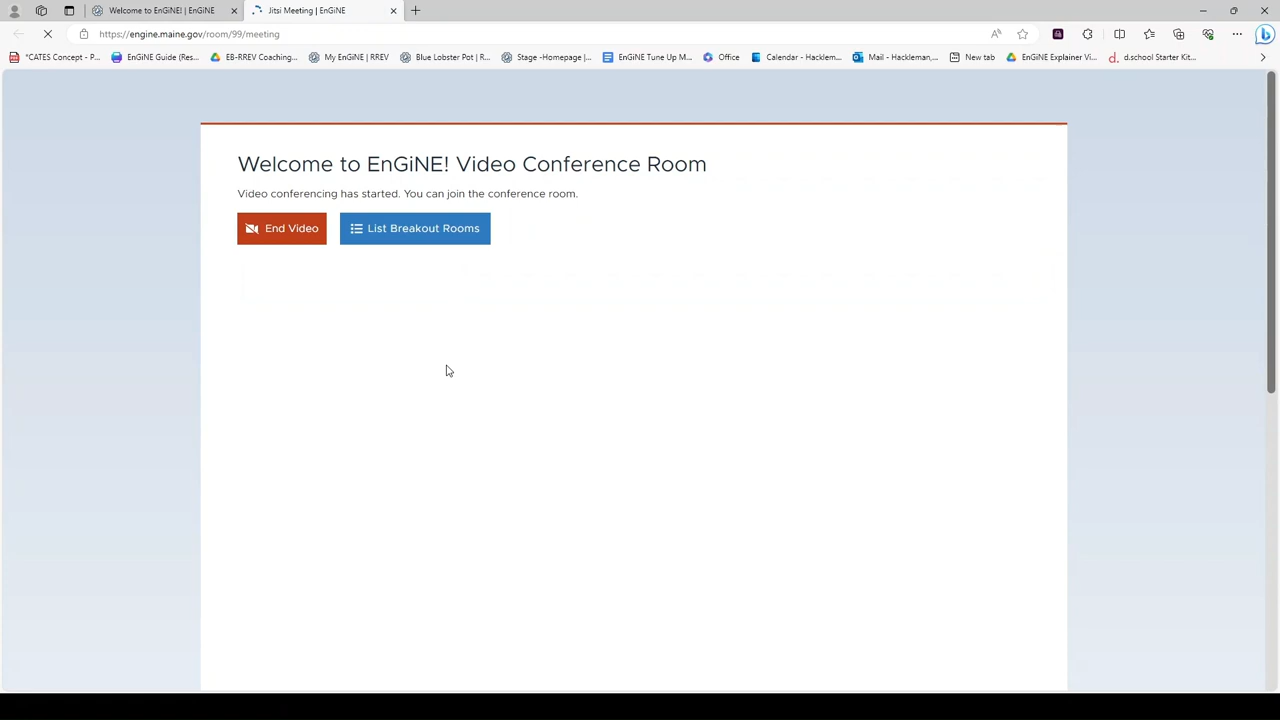 Welcome to EnGiNE! | EnGiNE
Jitsi Meeting | EnGiNE
https://engine.maine.gov/room/99/meeting
*CATES Concept - P...
EnGiNE Guide (Res...
EB-RREV Coaching...
My EnGiNE | RREV
Blue Lobster Pot | R...
Stage -Homepage |...
EnGiNE Tune Up M...
Office
Calendar - Hacklem...
Mail - Hackleman,...
New tab
EnGiNE Explainer Vi...
d.school Starter Kit...
Welcome to EnGiNE! Video Conference Room
Video conferencing has started. You can join the conference room.
End Video
List Breakout Rooms